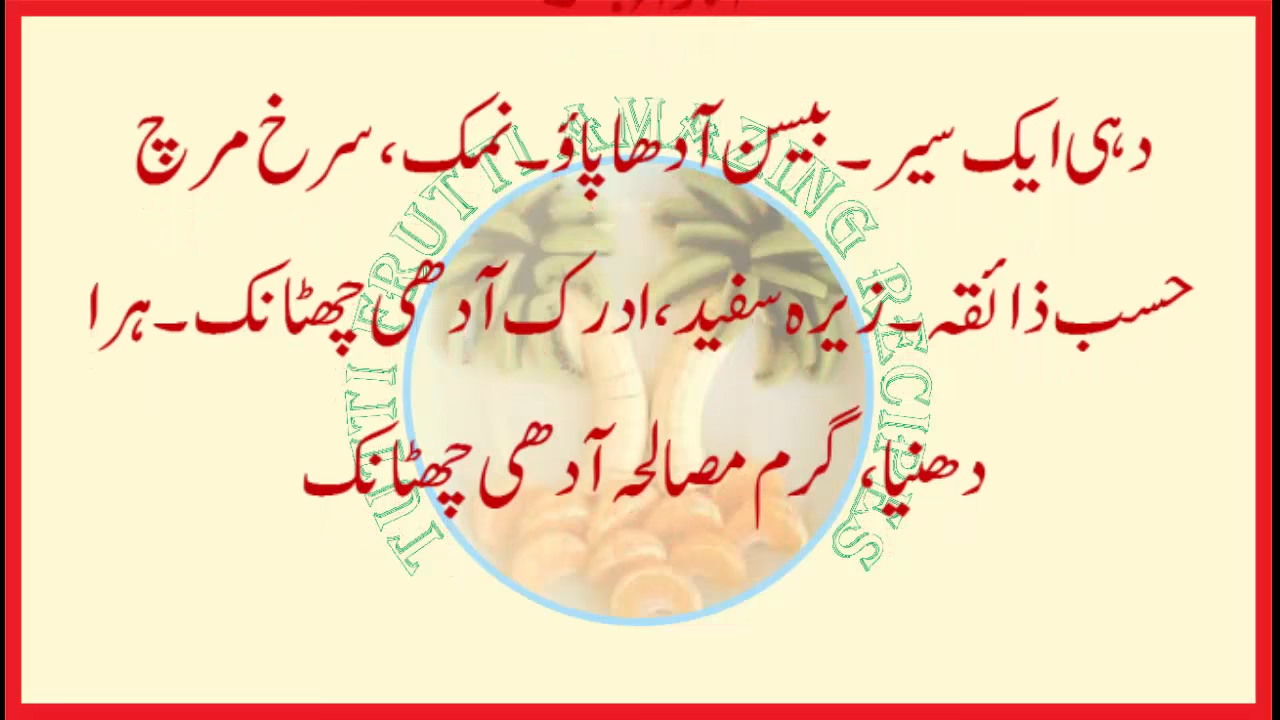 دہی ایک سیر۔ بیسن آدھا پاؤ۔ نمک، سرخ مرچ
حسب ذائقہ۔ زیرہ سفید، ادرک آدھی چھٹانک۔ ہرا
دھنیا، گرم مصالحہ آدھی چھٹانک
TUTTI FRUTTI AMAZING RECIPES